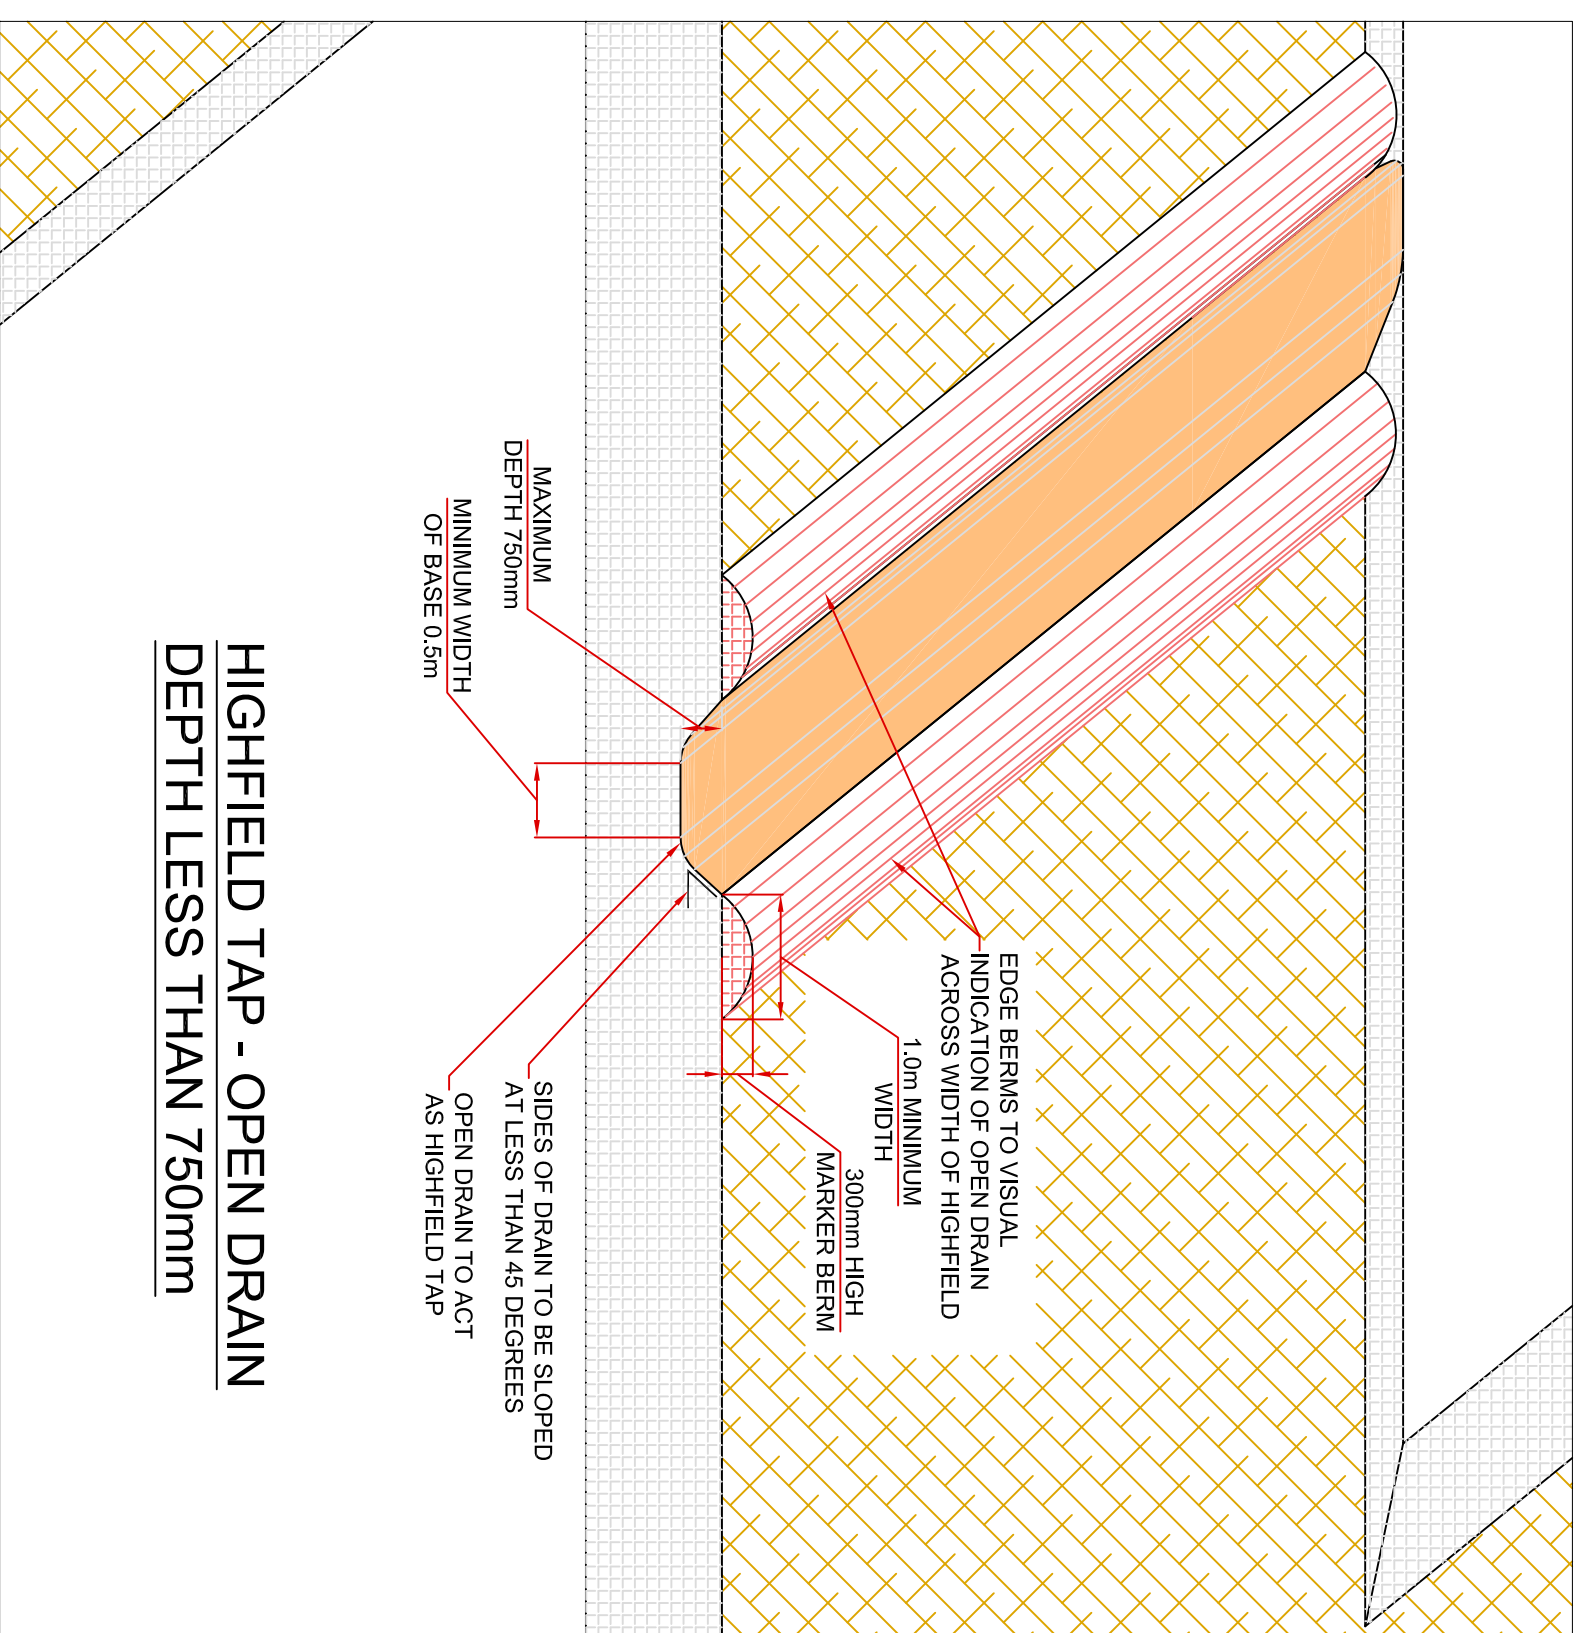 EDGE BERMS TO VISUAL
INDICATION OF OPEN DRAIN
ACROSS WIDTH OF HIGHFIELD
1.0m MINIMUM
WIDTH
300mm HIGH
MARKER BERM
MAXIMUM
DEPTH 750mm
MINIMUM WIDTH
OF BASE 0.5m
SIDES OF DRAIN TO BE SLOPED
AT LESS THAN 45 DEGREES
OPEN DRAIN TO ACT
AS HIGHFIELD TAP
HIGHFIELD TAP - OPEN DRAIN
DEPTH LESS THAN 750mm